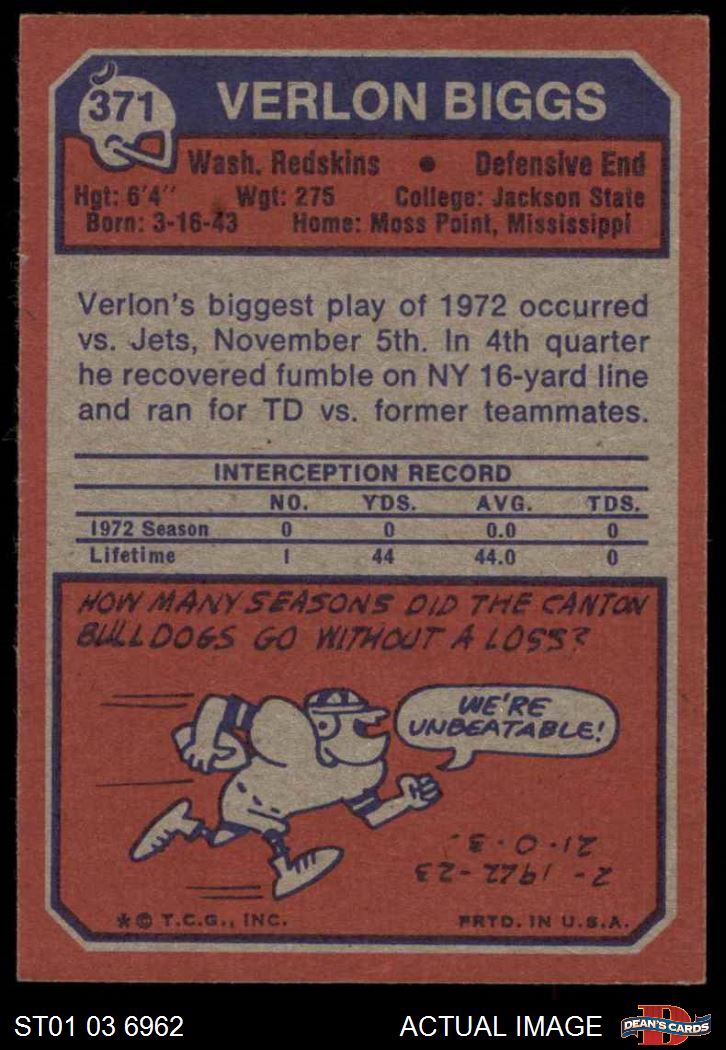 371
VERLON BIGGS
Wash. Redskins • Defensive End
Hgt: 6'4" Wgt: 275 College: Jackson State
Born: 3-16-43 Home: Moss Point, Mississippi
Verlon's biggest play of 1972 occurred
vs. Jets, November 5th. In 4th quarter
he recovered fumble on NY 16-yard line
and ran for TD vs. former teammates.
INTERCEPTION RECORD
NO. YDS. AVG. TDS.
1972 Season 0 0 0.0 0
Lifetime 1 44 44.0 0
HOW MANY SEASONS DID THE CANTON
BULLDOGS GO WITHOUT A LOSS?
WE'RE
UNBEATABLE!
2- 1922-23
21-0-3.
*© T.C.G., INC. PRTD. IN U.S.A.
ST01 03 6962 ACTUAL IMAGE
D
DEAN'S CARDS